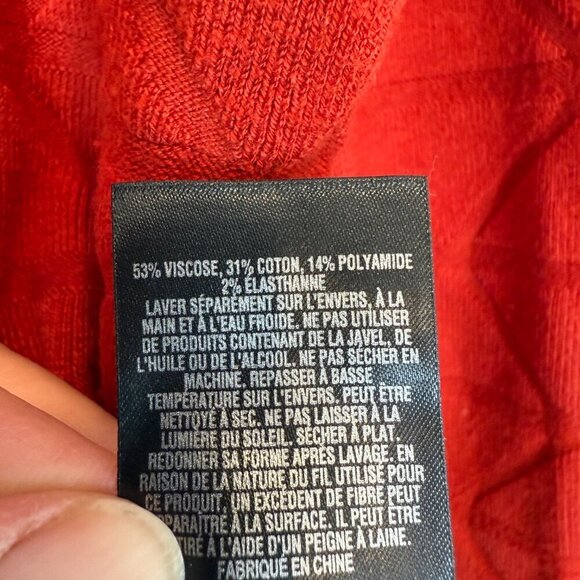 53% VISCOSE, 31% COTON, 14% POLYAMIDE
2% ÉLASTHANNE
LAVER SÉPARÉMENT SUR L'ENVERS, À LA
MAIN ET À L'EAU FROIDE. NE PAS UTILISER
DE PRODUITS CONTENANT DE LA JAVEL, DE
L'HUILE OU DE L'ALCOOL. NE PAS SÉCHER EN
MACHINE. REPASSER À BASSE
TEMPÉRATURE SUR L'ENVERS. PEUT ÊTRE
NETTOYÉ À SEC. NE PAS LAISSER À LA
LUMIÈRE DU SOLEIL. SÉCHER À PLAT.
REDONNER SA FORME APRÈS LAVAGE. EN
RAISON DE LA NATURE DU FIL UTILISÉ POUR
CE PRODUIT, UN EXCÉDENT DE FIBRE PEUT
PARAÎTRE À LA SURFACE. IL PEUT ÊTRE
TIRÉ À L'AIDE D'UN PEIGNE À LAINE.
FABRIQUÉ EN CHINE